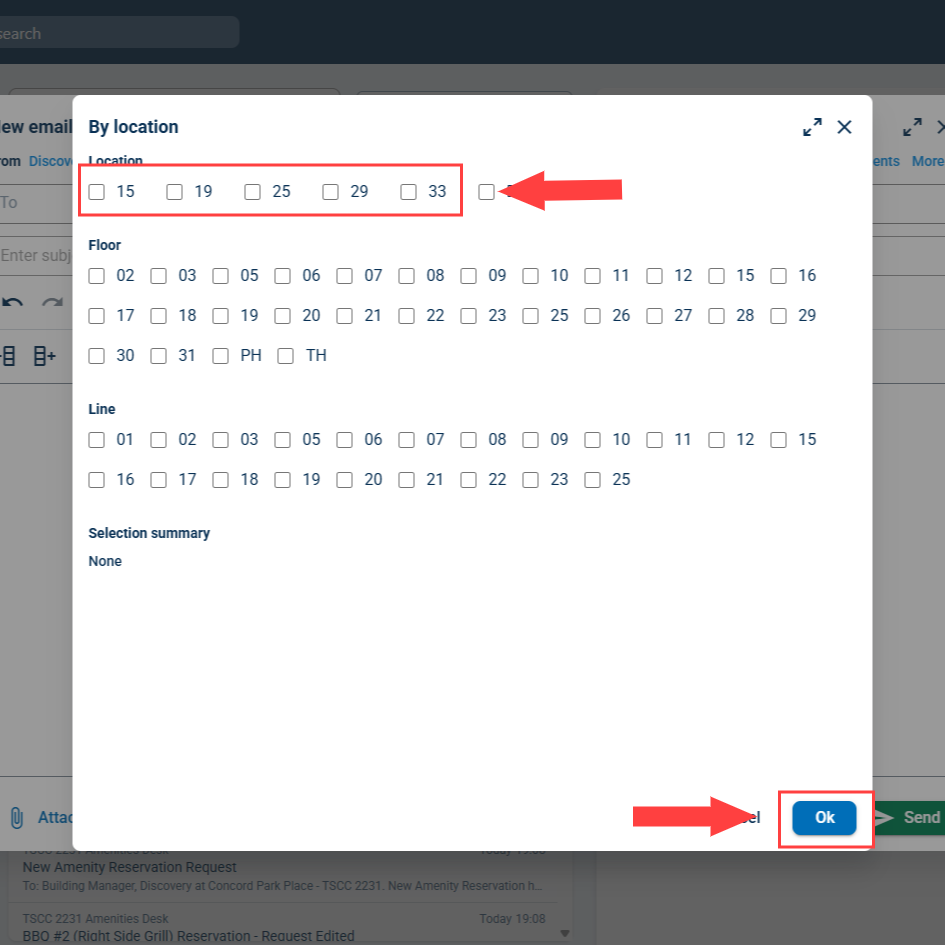 search
By location
New email
From Discov
ents More
Location
15 19 25 29 33
To
Floor
Enter subj
02 03 05 06 07 08 09 10 11 12 15 16
17 18 19 20 21 22 23 25 26 27 28 29
30 31 PH TH
Line
01 02 03 05 06 07 08 09 10 11 12 15
16 17 18 19 20 21 22 23 25
Selection summary
None
Attac
el
Ok
Send
TSCC 2231 Amenities Desk Today 19:08
New Amenity Reservation Request
To: Building Manager, Discovery at Concord Park Place - TSCC 2231. New Amenity Reservation h...
TSCC 2231 Amenities Desk Today 19:08
BBQ #2 (Right Side Grill) Reservation - Request Edited